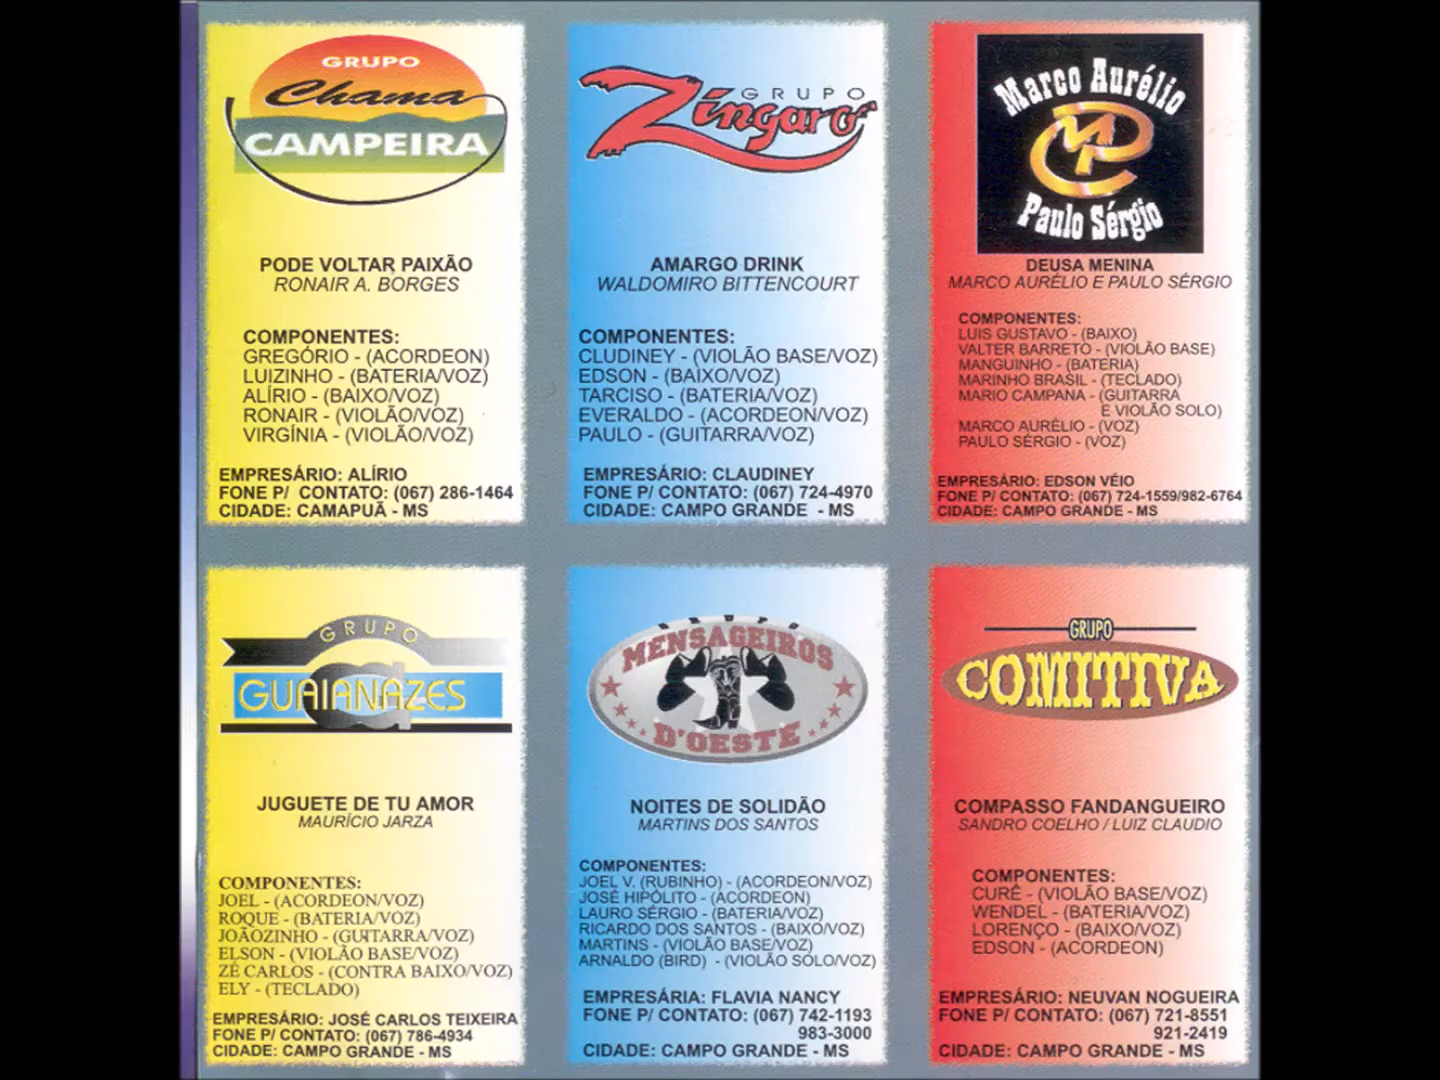 GRUPO
Chama
CAMPEIRA
PODE VOLTAR PAIXÃO
RONAIR A. BORGES
COMPONENTES:
GREGÓRIO - (ACORDEON)
LUIZINHO - (BATERIA/VOZ)
ALÍRIO - (BAIXO/VOZ)
RONAIR - (VIOLÃO/VOZ)
VIRGÍNIA - (VIOLÃO/VOZ)
EMPRESÁRIO: ALÍRIO
FONE P/ CONTATO: (067) 286-1464
CIDADE: CAMAPUÃ - MS
GRUPO
Zíngaro
AMARGO DRINK
WALDOMIRO BITTENCOURT
COMPONENTES:
CLUDINEY - (VIOLÃO BASE/VOZ)
EDSON - (BAIXO/VOZ)
TARCISO - (BATERIA/VOZ)
EVERALDO - (ACORDEON/VOZ)
PAULO - (GUITARRA/VOZ)
EMPRESÁRIO: CLAUDINEY
FONE P/ CONTATO: (067) 724-4970
CIDADE: CAMPO GRANDE - MS
Marco Aurélio
MP
Paulo Sérgio
DEUSA MENINA
MARCO AURÉLIO E PAULO SÉRGIO
COMPONENTES:
LUIS GUSTAVO - (BAIXO)
VALTER BARRETO - (VIOLÃO BASE)
MANGUINHO - (BATERIA)
MARINHO BRASIL - (TECLADO)
MARIO CAMPANA - (GUITARRA
E VIOLÃO SOLO)
MARCO AURÉLIO - (VOZ)
PAULO SÉRGIO - (VOZ)
EMPRESÁRIO: EDSON VÉIO
FONE P/ CONTATO: (067) 724-1559/982-6764
CIDADE: CAMPO GRANDE - MS
GRUPO
GUAIANAZES
JUGUETE DE TU AMOR
MAURÍCIO JARZA
COMPONENTES:
JOEL - (ACORDEON/VOZ)
ROQUE - (BATERIA/VOZ)
JOÃOZINHO - (GUITARRA/VOZ)
ELSON - (VIOLÃO BASE/VOZ)
ZÉ CARLOS - (CONTRA BAIXO/VOZ)
ELY - (TECLADO)
EMPRESÁRIO: JOSÉ CARLOS TEIXEIRA
FONE P/ CONTATO: (067) 786-4934
CIDADE: CAMPO GRANDE - MS
MENSAGEIROS
D'OESTE
NOITES DE SOLIDÃO
MARTINS DOS SANTOS
COMPONENTES:
JOEL V. (RUBINHO) - (ACORDEON/VOZ)
JOSÉ HIPÓLITO - (ACORDEON)
LAURO SÉRGIO - (BATERIA/VOZ)
RICARDO DOS SANTOS - (BAIXO/VOZ)
MARTINS - (VIOLÃO BASE/VOZ)
ARNALDO (BIRD) - (VIOLÃO SOLO/VOZ)
EMPRESÁRIA: FLAVIA NANCY
FONE P/ CONTATO: (067) 742-1193
983-3000
CIDADE: CAMPO GRANDE - MS
GRUPO
COMITIVA
COMPASSO FANDANGUEIRO
SANDRO COELHO / LUIZ CLAUDIO
COMPONENTES:
CURÊ - (VIOLÃO BASE/VOZ)
WENDEL - (BATERIA/VOZ)
LORENÇO - (BAIXO/VOZ)
EDSON - (ACORDEON)
EMPRESÁRIO: NEUVAN NOGUEIRA
FONE P/ CONTATO: (067) 721-8551
921-2419
CIDADE: CAMPO GRANDE - MS